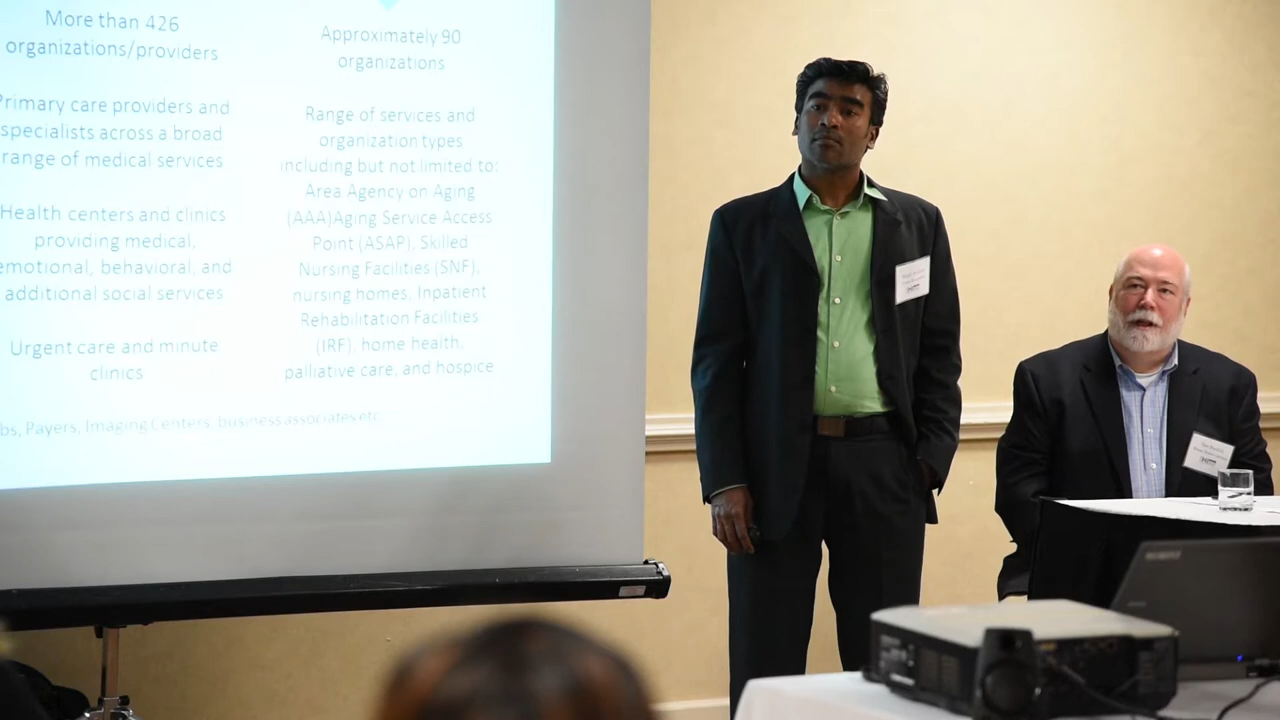 More than 426
organizations/providers
Primary care providers and
specialists across a broad
range of medical services
Health centers and clinics
providing medical,
emotional, behavioral, and
additional social services
Urgent care and minute
clinics
Approximately 90
organizations
Range of services and
organization types
including but not limited to:
Area Agency on Aging
(AAA)Aging Service Access
Point (ASAP), Skilled
Nursing Facilities (SNF),
nursing homes, Inpatient
Rehabilitation Facilities
(IRF), home health,
palliative care, and hospice
bs, Payers, Imaging Centers, business associates etc